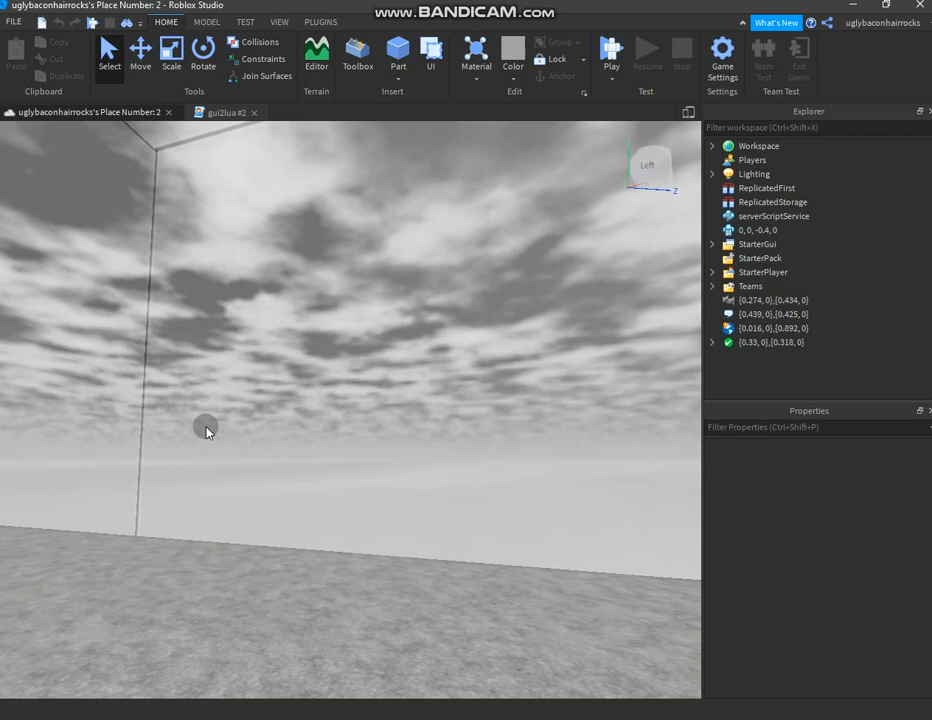 uglybaconhairrocks's Place Number: 2 - Roblox Studio
www.BANDICAM.com
FILE HOME MODEL TEST VIEW PLUGINS What's New uglybaconhairrocks
Paste Copy Cut Duplicate Select Move Scale Rotate Collisions Constraints Join Surfaces Editor Toolbox Part UI Material Color Group Lock Anchor Play Resume Stop Game Settings Team Test Exit Game
Clipboard Tools Terrain Insert Edit Test Settings Team Test
uglybaconhairrocks's Place Number: 2 gui2lua #2 Explorer
Filter workspace (Ctrl+Shift+X)
Left
Z
Workspace
Players
Lighting
ReplicatedFirst
ReplicatedStorage
serverScriptService
0, 0, -0.4, 0
StarterGui
StarterPack
StarterPlayer
Teams
{0.274, 0},{0.434, 0}
{0.439, 0},{0.425, 0}
{0.016, 0},{0.892, 0}
{0.33, 0},{0.318, 0}
Properties
Filter Properties (Ctrl+Shift+P)